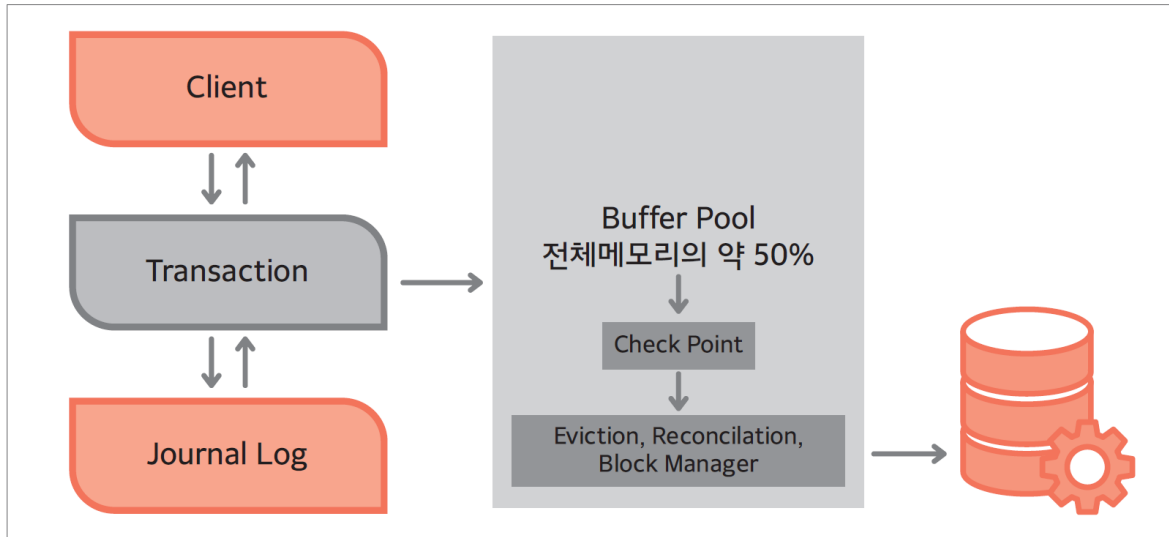 Client
Transaction
Journal Log
Buffer Pool
전체메모리의 약 50%
Check Point
Eviction, Reconcilation,
Block Manager